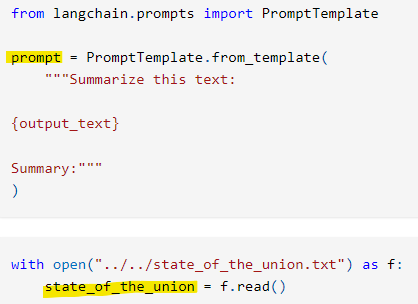 from langchain.prompts import PromptTemplate
prompt = PromptTemplate.from_template(
    """Summarize this text:
{output_text}
Summary:"""
)
with open("../../state_of_the_union.txt") as f:
    state_of_the_union = f.read()